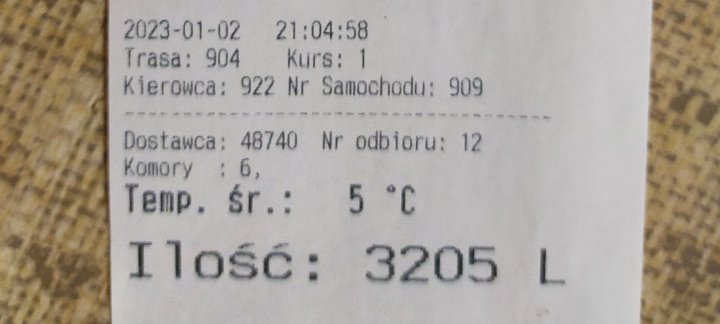 2023-01-02 21:04:58
Trasa: 904 Kurs: 1
Kierowca: 922 Nr Samochodu: 909
--------------------------------------------------
Dostawca: 48740 Nr odbioru: 12
Komory : 6,
Temp. śr.: 5 °C
Ilość: 3205 L